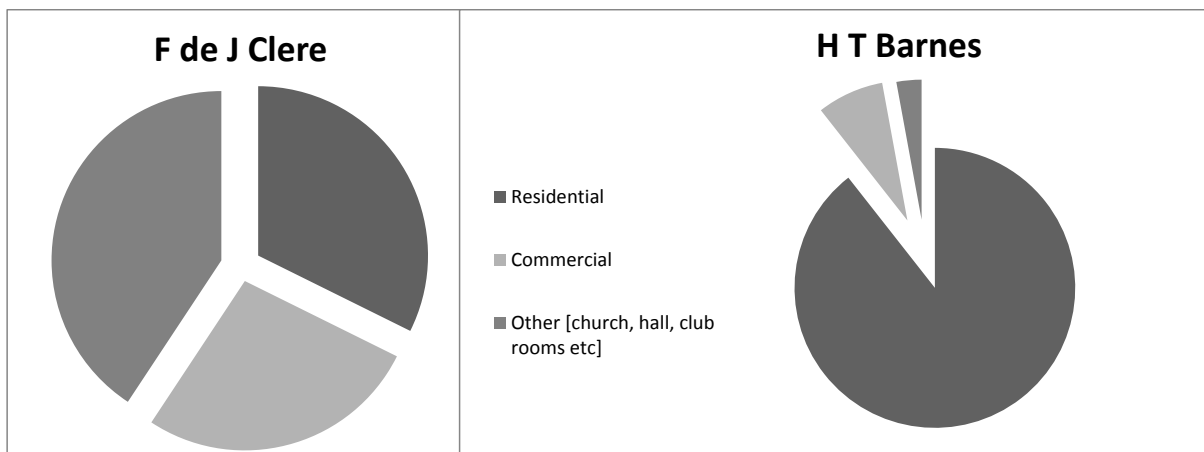 F de J Clere
H T Barnes
Residential
Commercial
Other [church, hall, club
rooms etc]